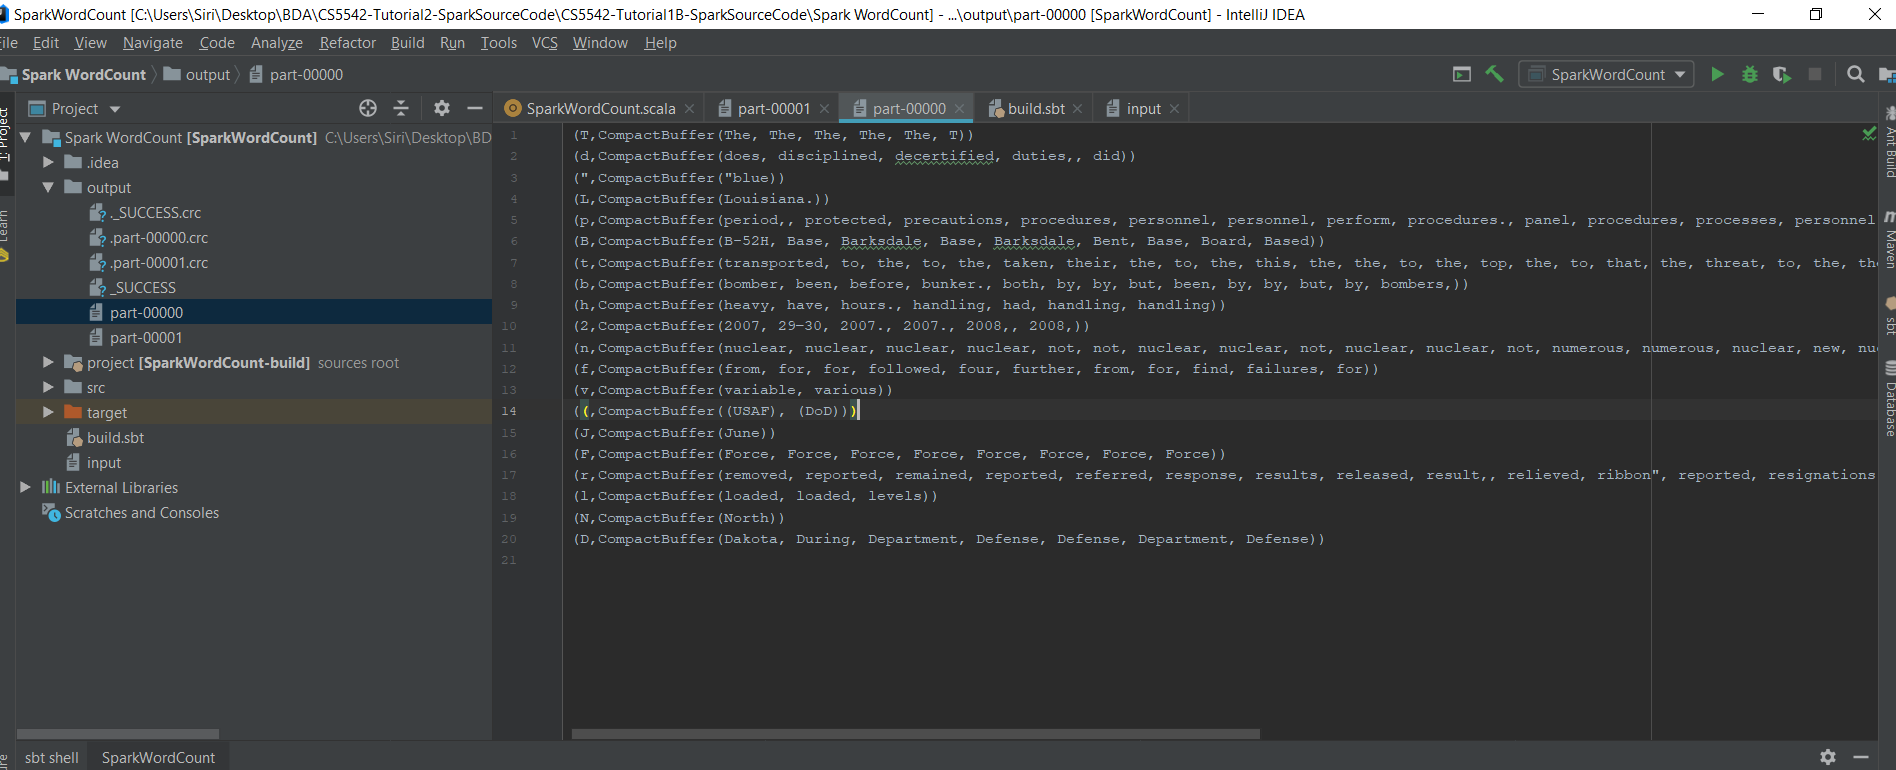 SparkWordCount [C:\Users\Siri\Desktop\BDA\CS5542-Tutorial2-SparkSourceCode\CS5542-Tutorial1B-SparkSourceCode\Spark WordCount] - ...\output\part-00000 [SparkWordCount] - IntelliJ IDEA
ile Edit View Navigate Code Analyze Refactor Build Run Tools VCS Window Help
Spark WordCount output part-00000 SparkWordCount
Project
SparkWordCount.scala part-00001 part-00000 build.sbt input
Spark WordCount [SparkWordCount] C:\Users\Siri\Desktop\BD
.idea
output
._SUCCESS.crc
.part-00000.crc
.part-00001.crc
_SUCCESS
part-00000
part-00001
project [SparkWordCount-build] sources root
src
target
build.sbt
input
External Libraries
Scratches and Consoles
1 (T,CompactBuffer(The, The, The, The, The, T))
2 (d,CompactBuffer(does, disciplined, decertified, duties,, did))
3 (",CompactBuffer("blue))
4 (L,CompactBuffer(Louisiana.))
5 (p,CompactBuffer(period,, protected, precautions, procedures, personnel, personnel, perform, procedures., panel, procedures, processes, personnel
6 (B,CompactBuffer(B-52H, Base, Barksdale, Base, Barksdale, Bent, Base, Board, Based))
7 (t,CompactBuffer(transported, to, the, to, the, taken, their, the, to, the, this, the, the, to, the, top, the, to, that, the, threat, to, the, th
8 (b,CompactBuffer(bomber, been, before, bunker., both, by, by, but, been, by, by, but, by, bombers,))
9 (h,CompactBuffer(heavy, have, hours., handling, had, handling, handling))
10 (2,CompactBuffer(2007, 29-30, 2007., 2007., 2008,, 2008,))
11 (n,CompactBuffer(nuclear, nuclear, nuclear, nuclear, not, not, nuclear, nuclear, not, nuclear, nuclear, not, numerous, numerous, nuclear, new, nu
12 (f,CompactBuffer(from, for, for, followed, four, further, from, for, find, failures, for))
13 (v,CompactBuffer(variable, various))
14 ((,CompactBuffer((USAF), (DoD)))
15 (J,CompactBuffer(June))
16 (F,CompactBuffer(Force, Force, Force, Force, Force, Force, Force, Force))
17 (r,CompactBuffer(removed, reported, remained, reported, referred, response, results, released, result,, relieved, ribbon", reported, resignations
18 (l,CompactBuffer(loaded, loaded, levels))
19 (N,CompactBuffer(North))
20 (D,CompactBuffer(Dakota, During, Department, Defense, Defense, Department, Defense))
21
1: Project
Learn
Ant Build
Maven
sbt
Database
sbt shell SparkWordCount